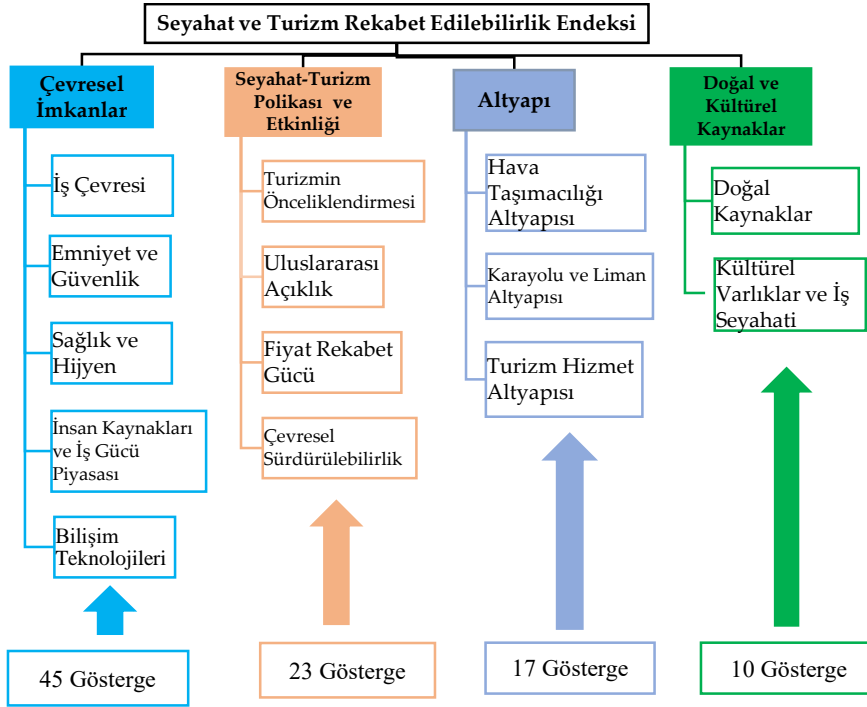 Seyahat ve Turizm Rekabet Edilebilirlik Endeksi
Çevresel
İmkanlar
İş Çevresi
Emniyet ve
Güvenlik
Sağlık ve
Hijyen
İnsan Kaynakları
ve İş Gücü
Piyasası
Bilişim
Teknolojileri
45 Gösterge
Seyahat-Turizm
Polikası ve
Etkinliği
Turizmin
Önceliklendirmesi
Uluslararası
Açıklık
Fiyat Rekabet
Gücü
Çevresel
Sürdürülebilirlik
23 Gösterge
Altyapı
Hava
Taşımacılığı
Altyapısı
Karayolu ve Liman
Altyapısı
Turizm Hizmet
Altyapısı
17 Gösterge
Doğal ve
Kültürel
Kaynaklar
Doğal
Kaynaklar
Kültürel
Varlıklar ve İş
Seyahati
10 Gösterge